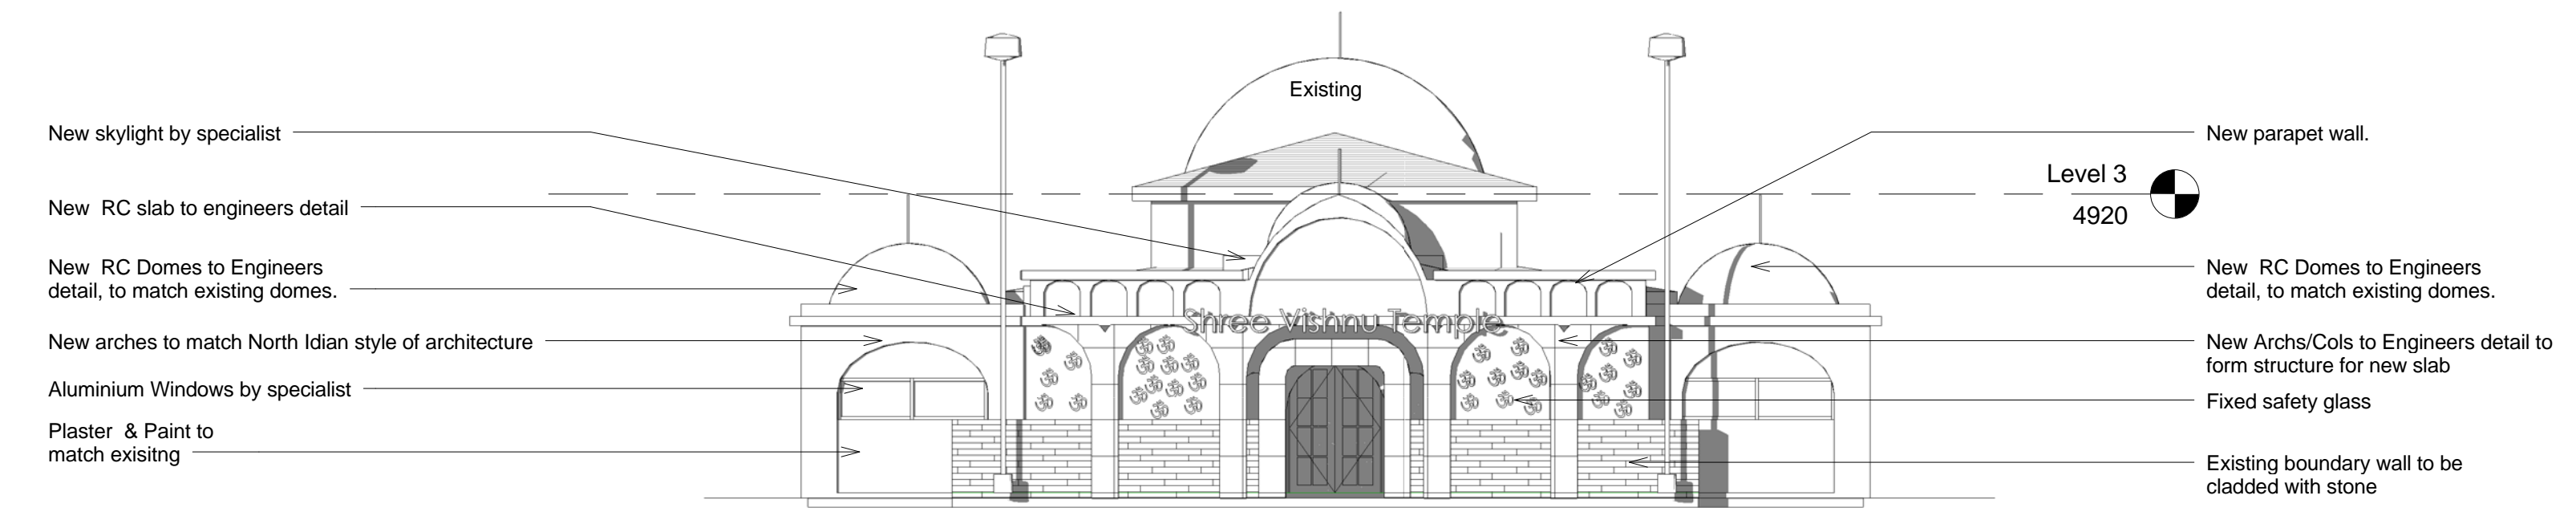 Existing
New skylight by specialist
New RC slab to engineers detail
New RC Domes to Engineers
detail, to match existing domes.
New arches to match North Idian style of architecture
Aluminium Windows by specialist
Plaster & Paint to
match exisitng
Shree Vishnu Temple
New parapet wall.
Level 3
4920
New RC Domes to Engineers
detail, to match existing domes.
New Archs/Cols to Engineers detail to
form structure for new slab
Fixed safety glass
Existing boundary wall to be
cladded with stone